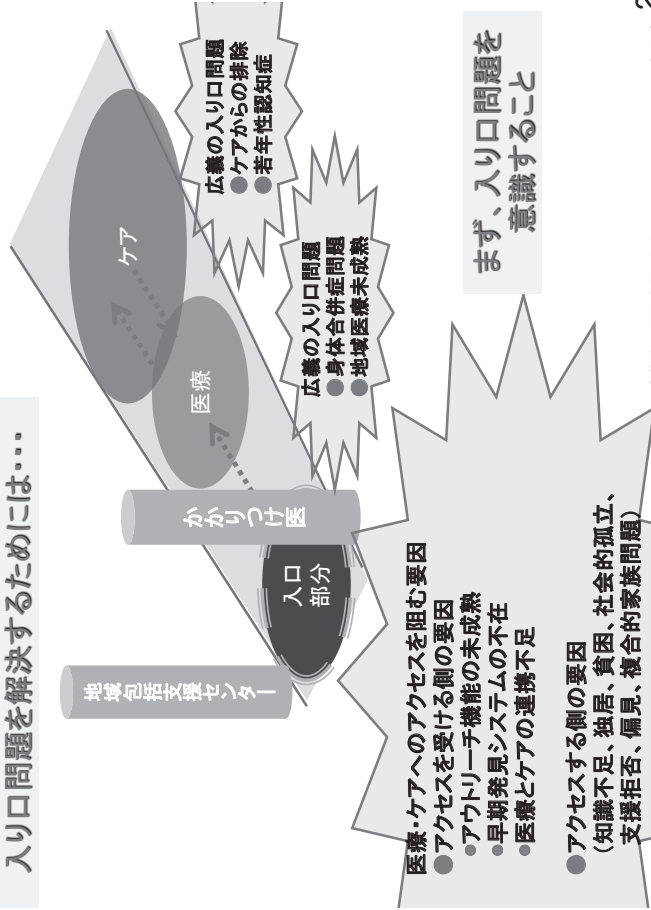 入り口問題を解決するためには・・・
地域包括支援センター
かかりつけ医
入口
部分
医療
ケア
広義の入り口問題
●ケアからの排除
●若年性認知症
広義の入り口問題
●身体合併症問題
●地域医療未成熟
医療・ケアへのアクセスを阻む要因
●アクセスを受ける側の要因
・アウトリーチ機能の未成熟
・早期発見システムの不在
・医療とケアの連携不足
●アクセスする側の要因
(知識不足、独居、貧困、社会的孤立、
支援拒否、偏見、複合的家族問題)
まず、入り口問題を
意識すること